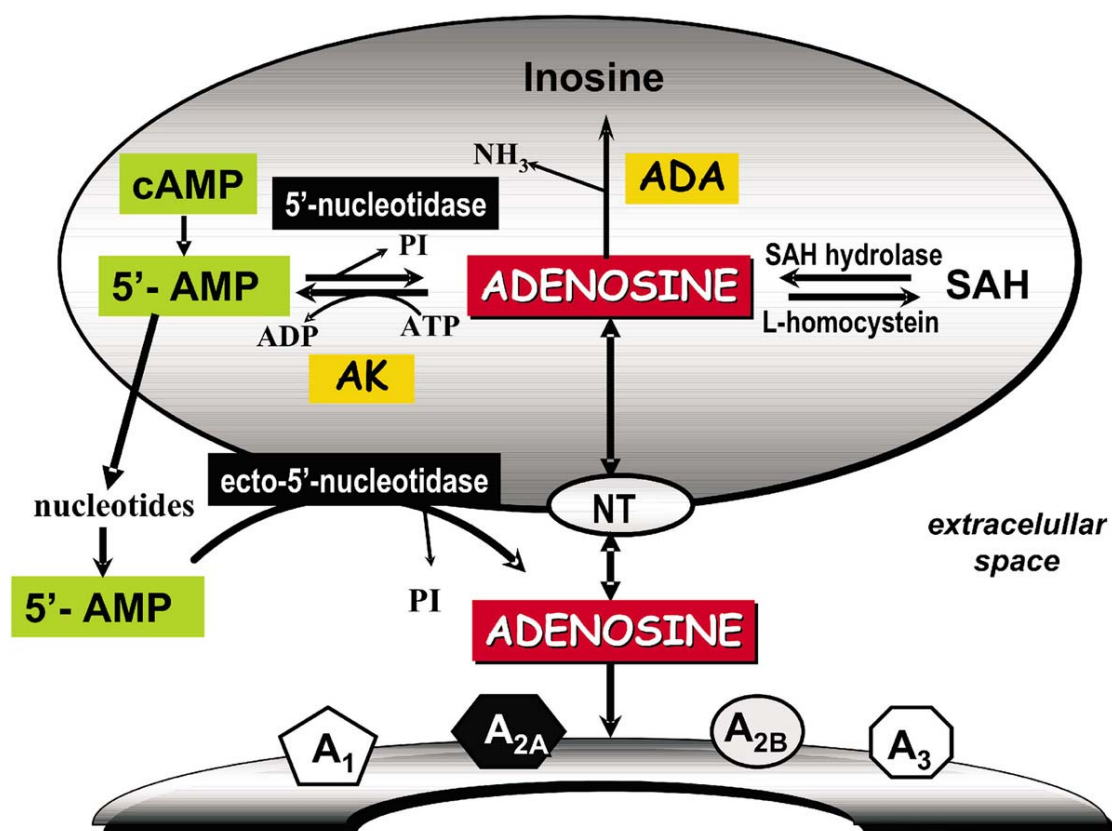 Inosine
NH3
ADA
cAMP
5’-nucleotidase
PI
5’- AMP
ADENOSINE
SAH hydrolase
SAH
L-homocystein
ADP
ATP
AK
ecto-5’-nucleotidase
nucleotides
NT
extracelullar
space
5’- AMP
PI
ADENOSINE
A1
A2A
A2B
A3